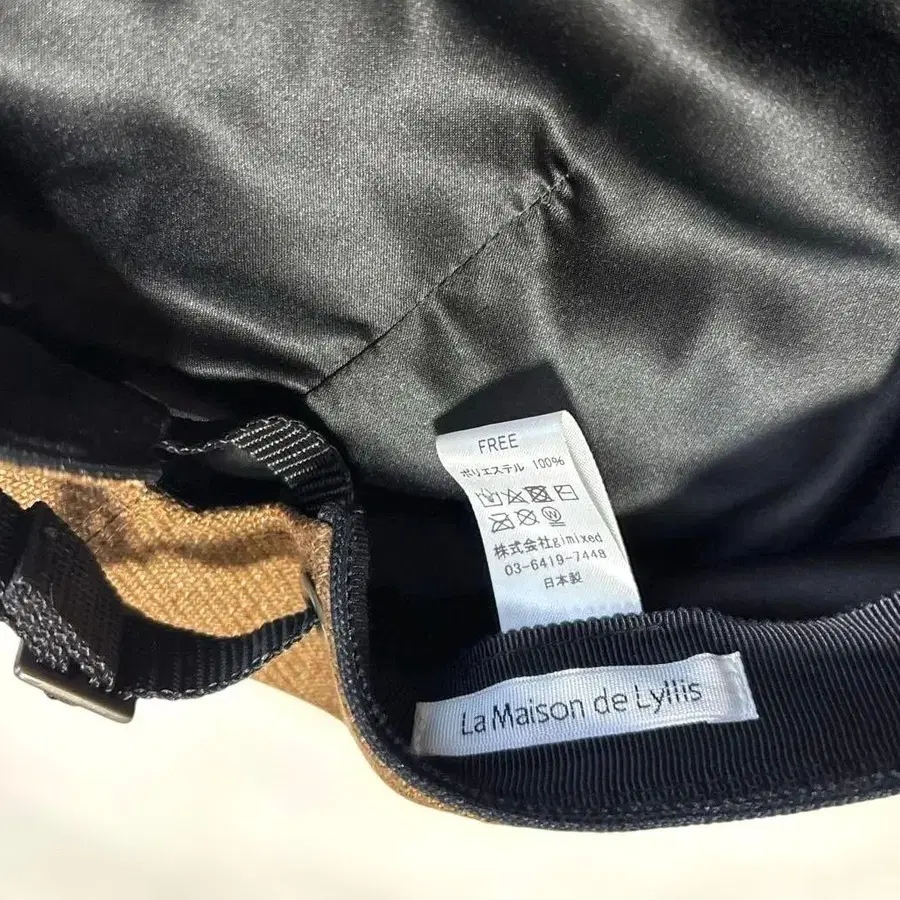 FREE
ポリエステル 100%
株式会社gimixed
03-6419-7448
日本製
La Maison de Lyllis